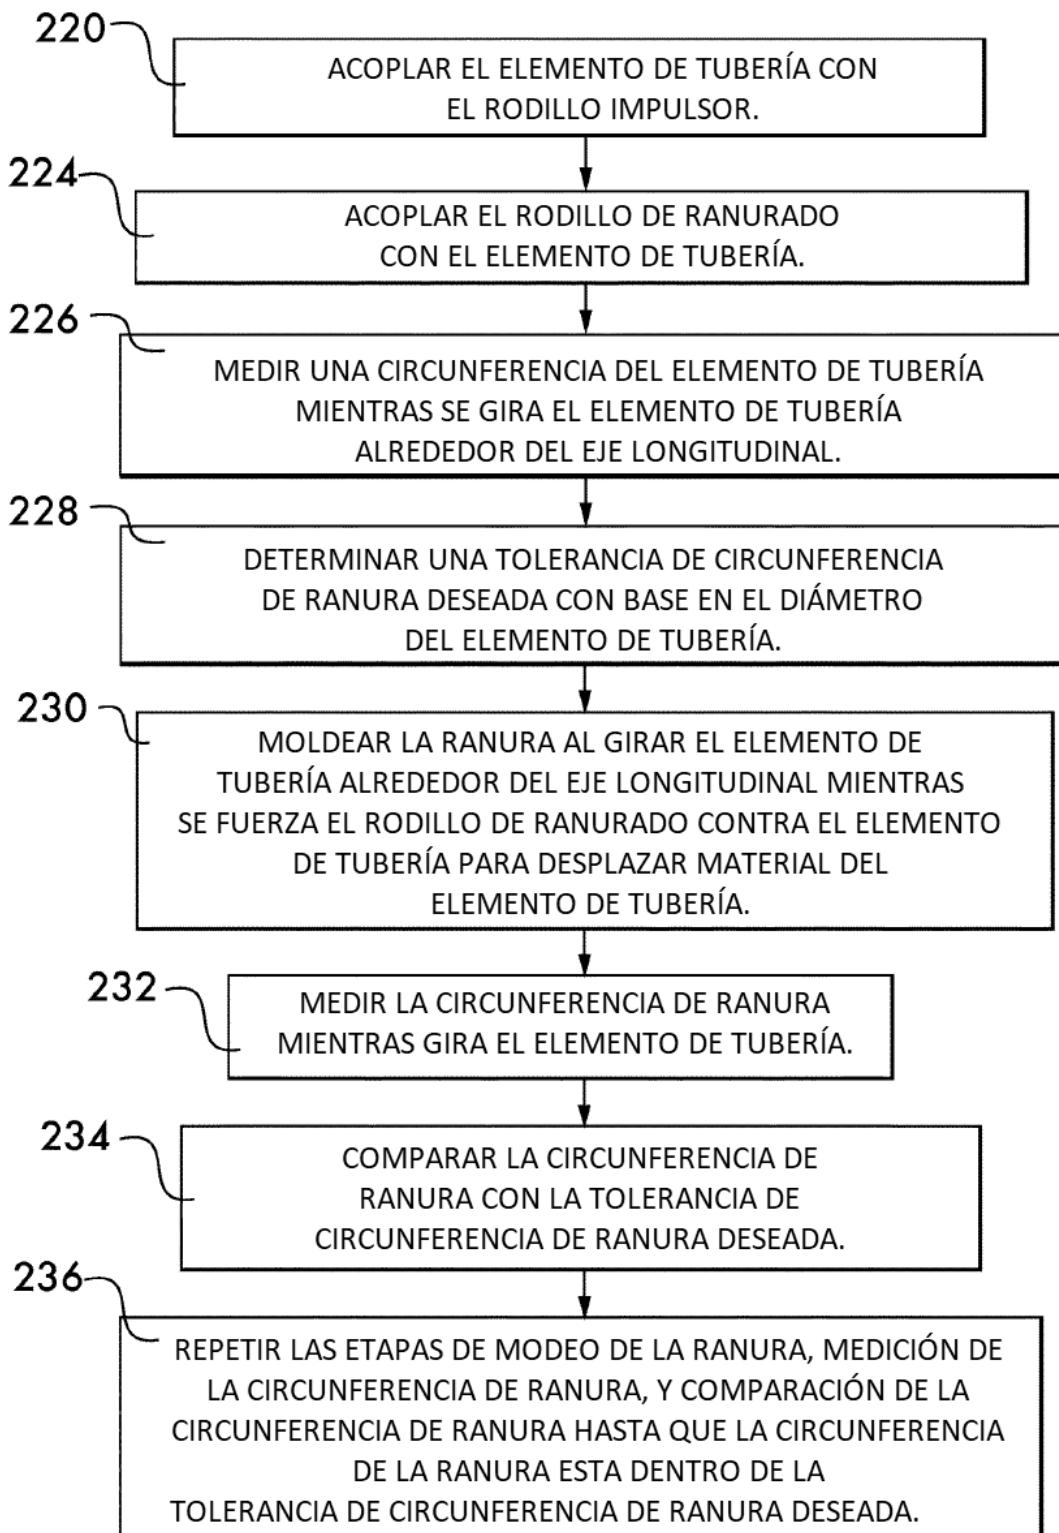 220
ACOPLAR EL ELEMENTO DE TUBERÍA CON
EL RODILLO IMPULSOR.
224
ACOPLAR EL RODILLO DE RANURADO
CON EL ELEMENTO DE TUBERÍA.
226
MEDIR UNA CIRCUNFERENCIA DEL ELEMENTO DE TUBERÍA
MIENTRAS SE GIRA EL ELEMENTO DE TUBERÍA
ALREDEDOR DEL EJE LONGITUDINAL.
228
DETERMINAR UNA TOLERANCIA DE CIRCUNFERENCIA
DE RANURA DESEADA CON BASE EN EL DIÁMETRO
DEL ELEMENTO DE TUBERÍA.
230
MOLDEAR LA RANURA AL GIRAR EL ELEMENTO DE
TUBERÍA ALREDEDOR DEL EJE LONGITUDINAL MIENTRAS
SE FUERZA EL RODILLO DE RANURADO CONTRA EL ELEMENTO
DE TUBERÍA PARA DESPLAZAR MATERIAL DEL
ELEMENTO DE TUBERÍA.
232
MEDIR LA CIRCUNFERENCIA DE RANURA
MIENTRAS GIRA EL ELEMENTO DE TUBERÍA.
234
COMPARAR LA CIRCUNFERENCIA DE
RANURA CON LA TOLERANCIA DE
CIRCUNFERENCIA DE RANURA DESEADA.
236
REPETIR LAS ETAPAS DE MODEO DE LA RANURA, MEDICIÓN DE
LA CIRCUNFERENCIA DE RANURA, Y COMPARACIÓN DE LA
CIRCUNFERENCIA DE RANURA HASTA QUE LA CIRCUNFERENCIA
DE LA RANURA ESTA DENTRO DE LA
TOLERANCIA DE CIRCUNFERENCIA DE RANURA DESEADA.